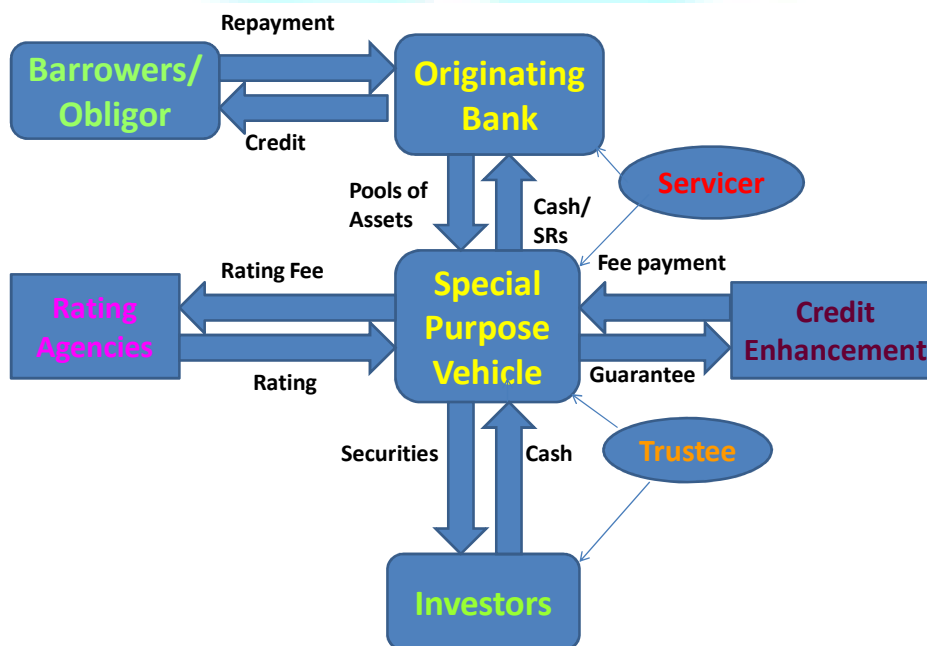 Repayment
Barrowers/
Obligor
Originating
Bank
Credit
Servicer
Pools of
Assets
Cash/
SRs
Rating Fee
Special
Purpose
Vehicle
Fee payment
Rating
Agencies
Credit
Enhancement
Rating
Guarantee
Securities
Cash
Trustee
Investors